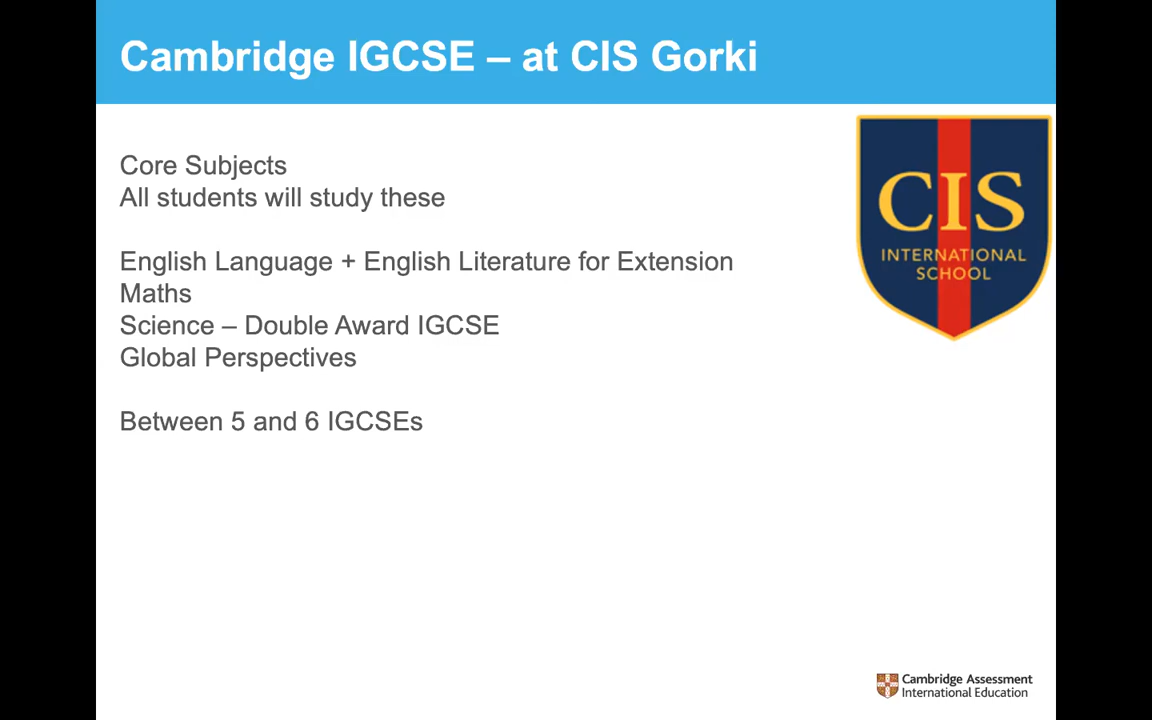 Cambridge IGCSE – at CIS Gorki
Core Subjects
All students will study these
English Language + English Literature for Extension
Maths
Science – Double Award IGCSE
Global Perspectives
Between 5 and 6 IGCSEs
CIS
INTERNATIONAL
SCHOOL
Cambridge Assessment
International Education